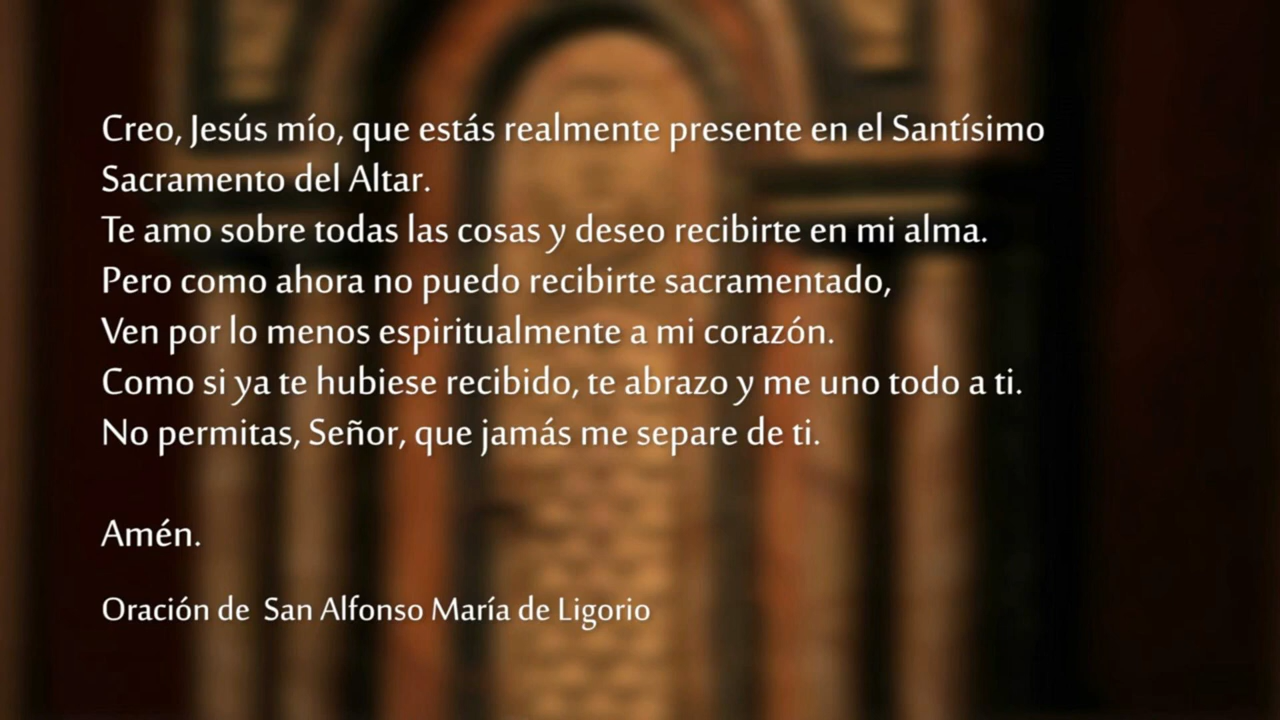 Creo, Jesús mío, que estás realmente presente en el Santísimo
Sacramento del Altar.
Te amo sobre todas las cosas y deseo recibirte en mi alma.
Pero como ahora no puedo recibirte sacramentado,
Ven por lo menos espiritualmente a mi corazón.
Como si ya te hubiese recibido, te abrazo y me uno todo a ti.
No permitas, Señor, que jamás me separe de ti.
Amén.
Oración de  San Alfonso María de Ligorio